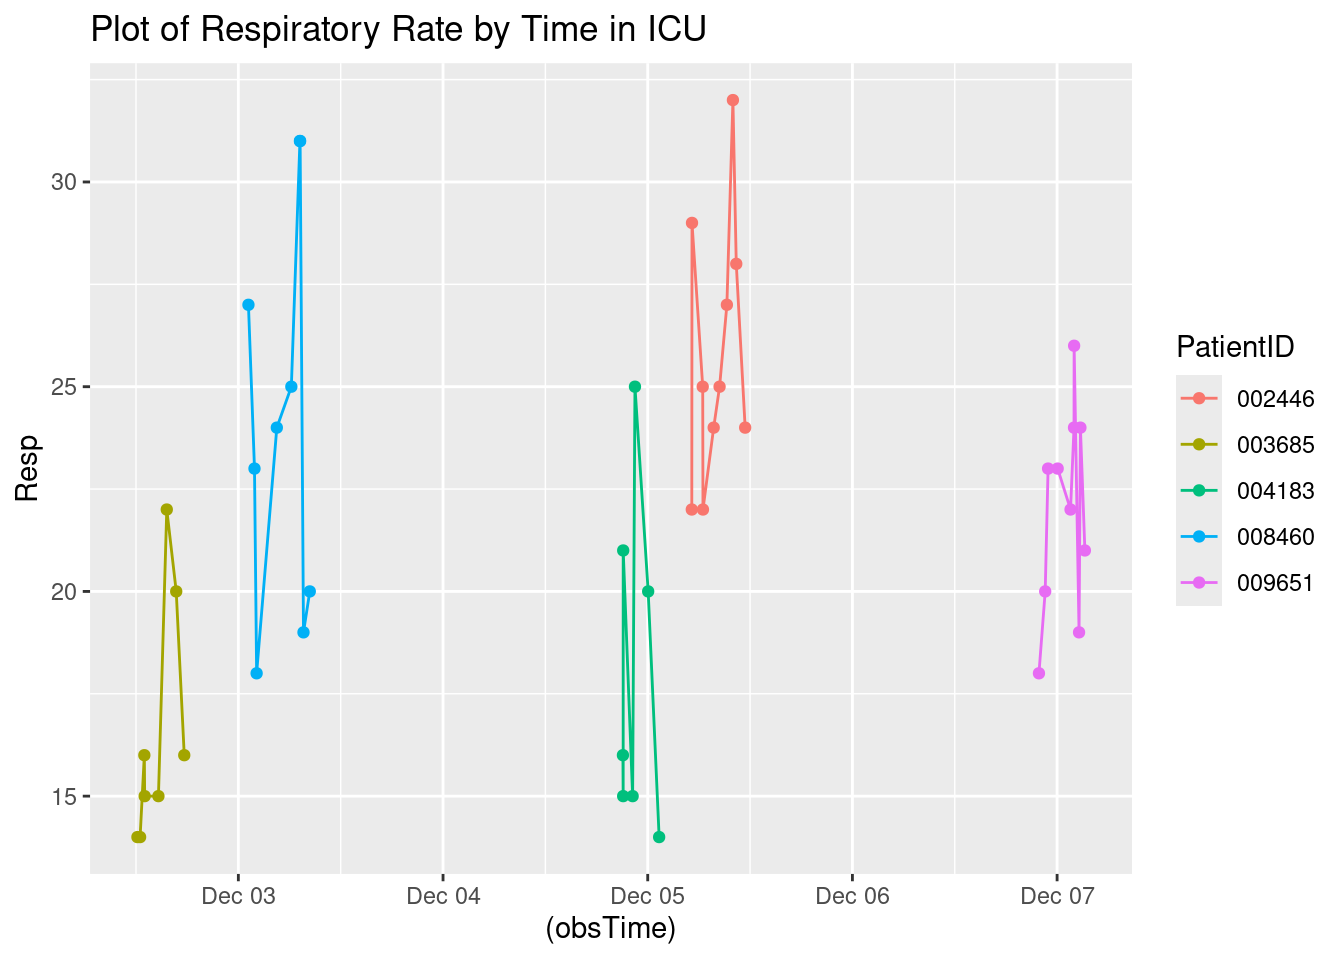 Plot of Respiratory Rate by Time in ICU
30
25
20
15
Resp
Dec 03 Dec 04 Dec 05 Dec 06 Dec 07
(obsTime)
PatientID
002446
003685
004183
008460
009651